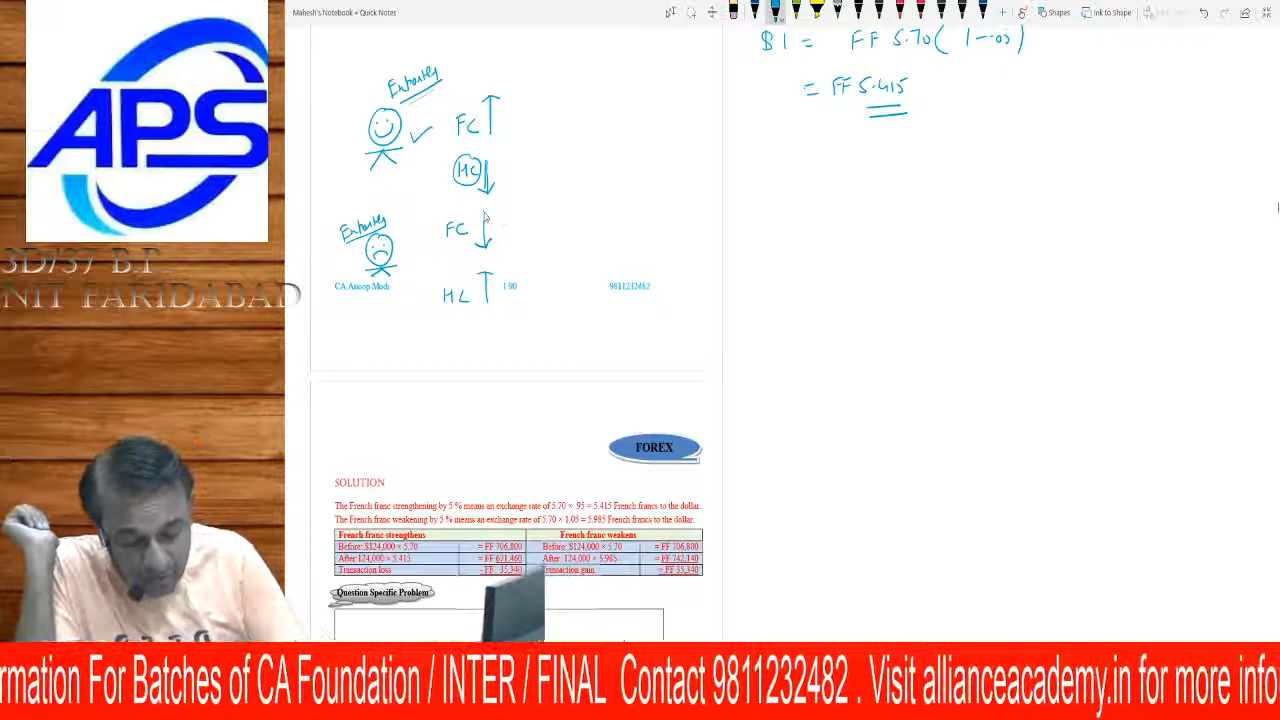 Mahesh's Notebook » Quick Notes
Shapes
Ink to Shape
APS
3D/37 B.P.
NIT FARIDABAD
$1 = FF 5.70 (1-.05)
= FF 5.415
Exporter
FC
HC
Exporter
FC
HC
CA Anoop Modi
1.90
9811232482
FOREX
SOLUTION
The French franc strengthening by 5 % means an exchange rate of 5.70 × .95 = 5.415 French francs to the dollar.
The French franc weakening by 5 % means an exchange rate of 5.70 × 1.05 = 5.985 French francs to the dollar.
French franc strengthens French franc weakens
Before: $124,000 × 5.70 = FF 706,800 Before: $124,000 × 5.70 = FF 706,800
After 124,000 × 5.415 = FF 671,460 After 124,000 × 5.985 = FF 742,140
Transaction loss - FF 35,340 Transaction gain = FF 35,340
Question Specific Problem
rmation For Batches of CA Foundation / INTER / FINAL Contact 9811232482 . Visit allianceacademy.in for more info